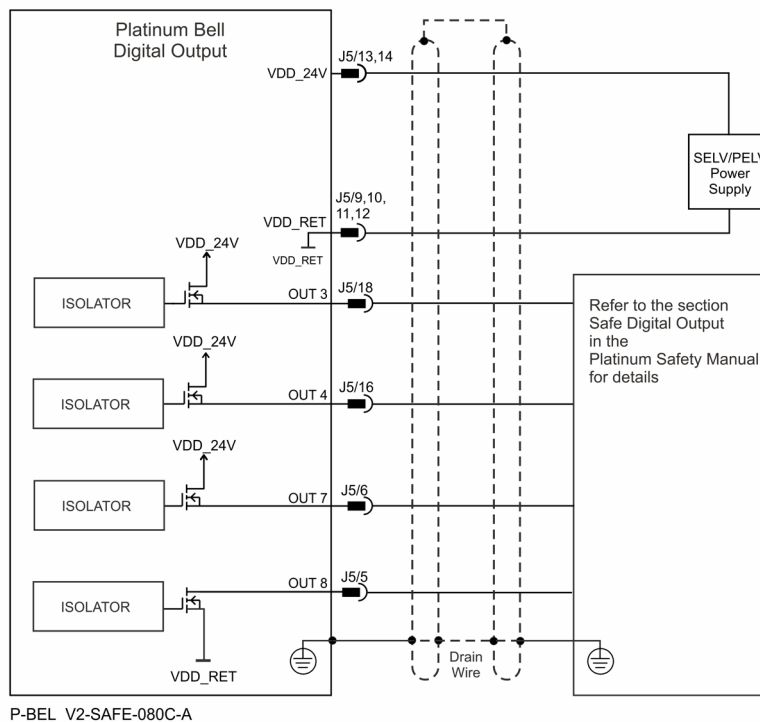 Platinum Bell
Digital Output
J5/13,14
VDD_24V
SELV/PELV
Power
Supply
J5/9,10,
11,12
VDD_RET
VDD_RET
VDD_24V
ISOLATOR
OUT 3
J5/18
Refer to the section
Safe Digital Output
in the
Platinum Safety Manual
for details
VDD_24V
ISOLATOR
OUT 4
J5/16
VDD_24V
ISOLATOR
OUT 7
J5/6
ISOLATOR
OUT 8
J5/5
VDD_RET
Drain
Wire
P-BEL V2-SAFE-080C-A